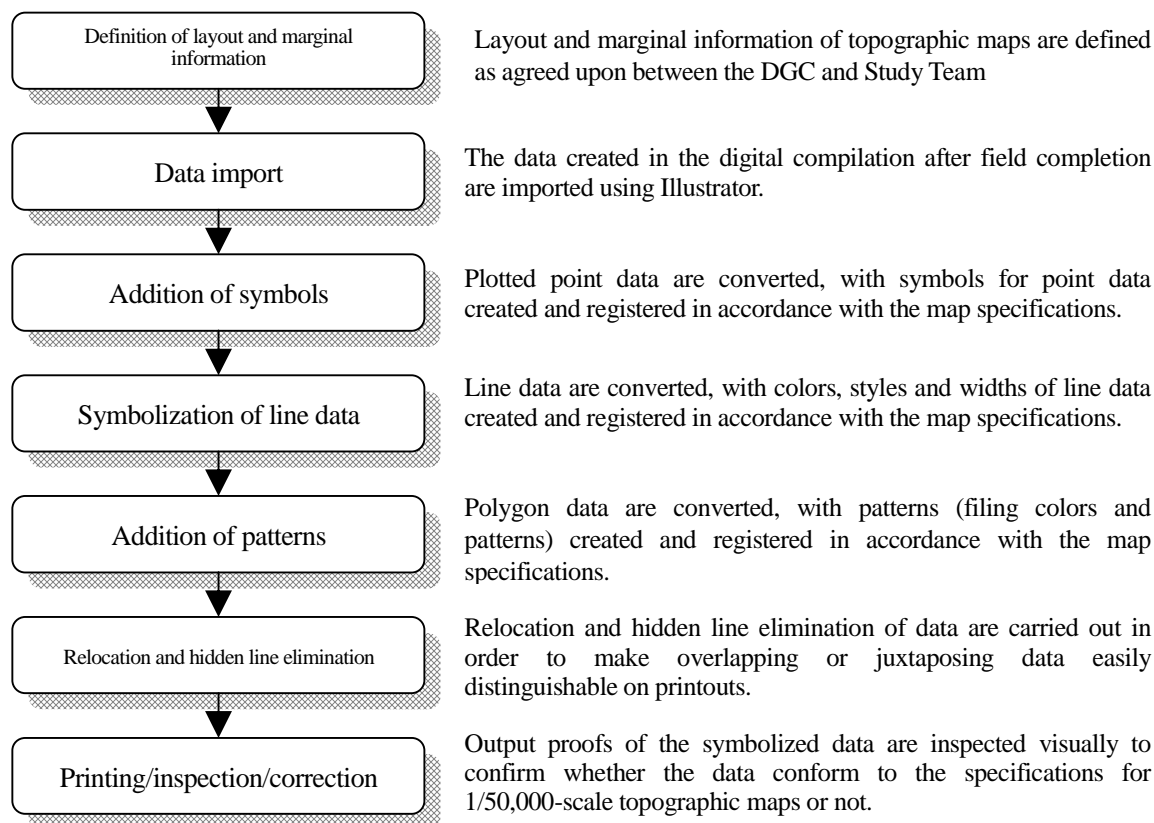 Definition of layout and marginal
information
Layout and marginal information of topographic maps are defined
as agreed upon between the DGC and Study Team
Data import
The data created in the digital compilation after field completion
are imported using Illustrator.
Addition of symbols
Plotted point data are converted, with symbols for point data
created and registered in accordance with the map specifications.
Symbolization of line data
Line data are converted, with colors, styles and widths of line data
created and registered in accordance with the map specifications.
Addition of patterns
Polygon data are converted, with patterns (filing colors and
patterns) created and registered in accordance with the map
specifications.
Relocation and hidden line elimination
Relocation and hidden line elimination of data are carried out in
order to make overlapping or juxtaposing data easily
distinguishable on printouts.
Printing/inspection/correction
Output proofs of the symbolized data are inspected visually to
confirm whether the data conform to the specifications for
1/50,000-scale topographic maps or not.